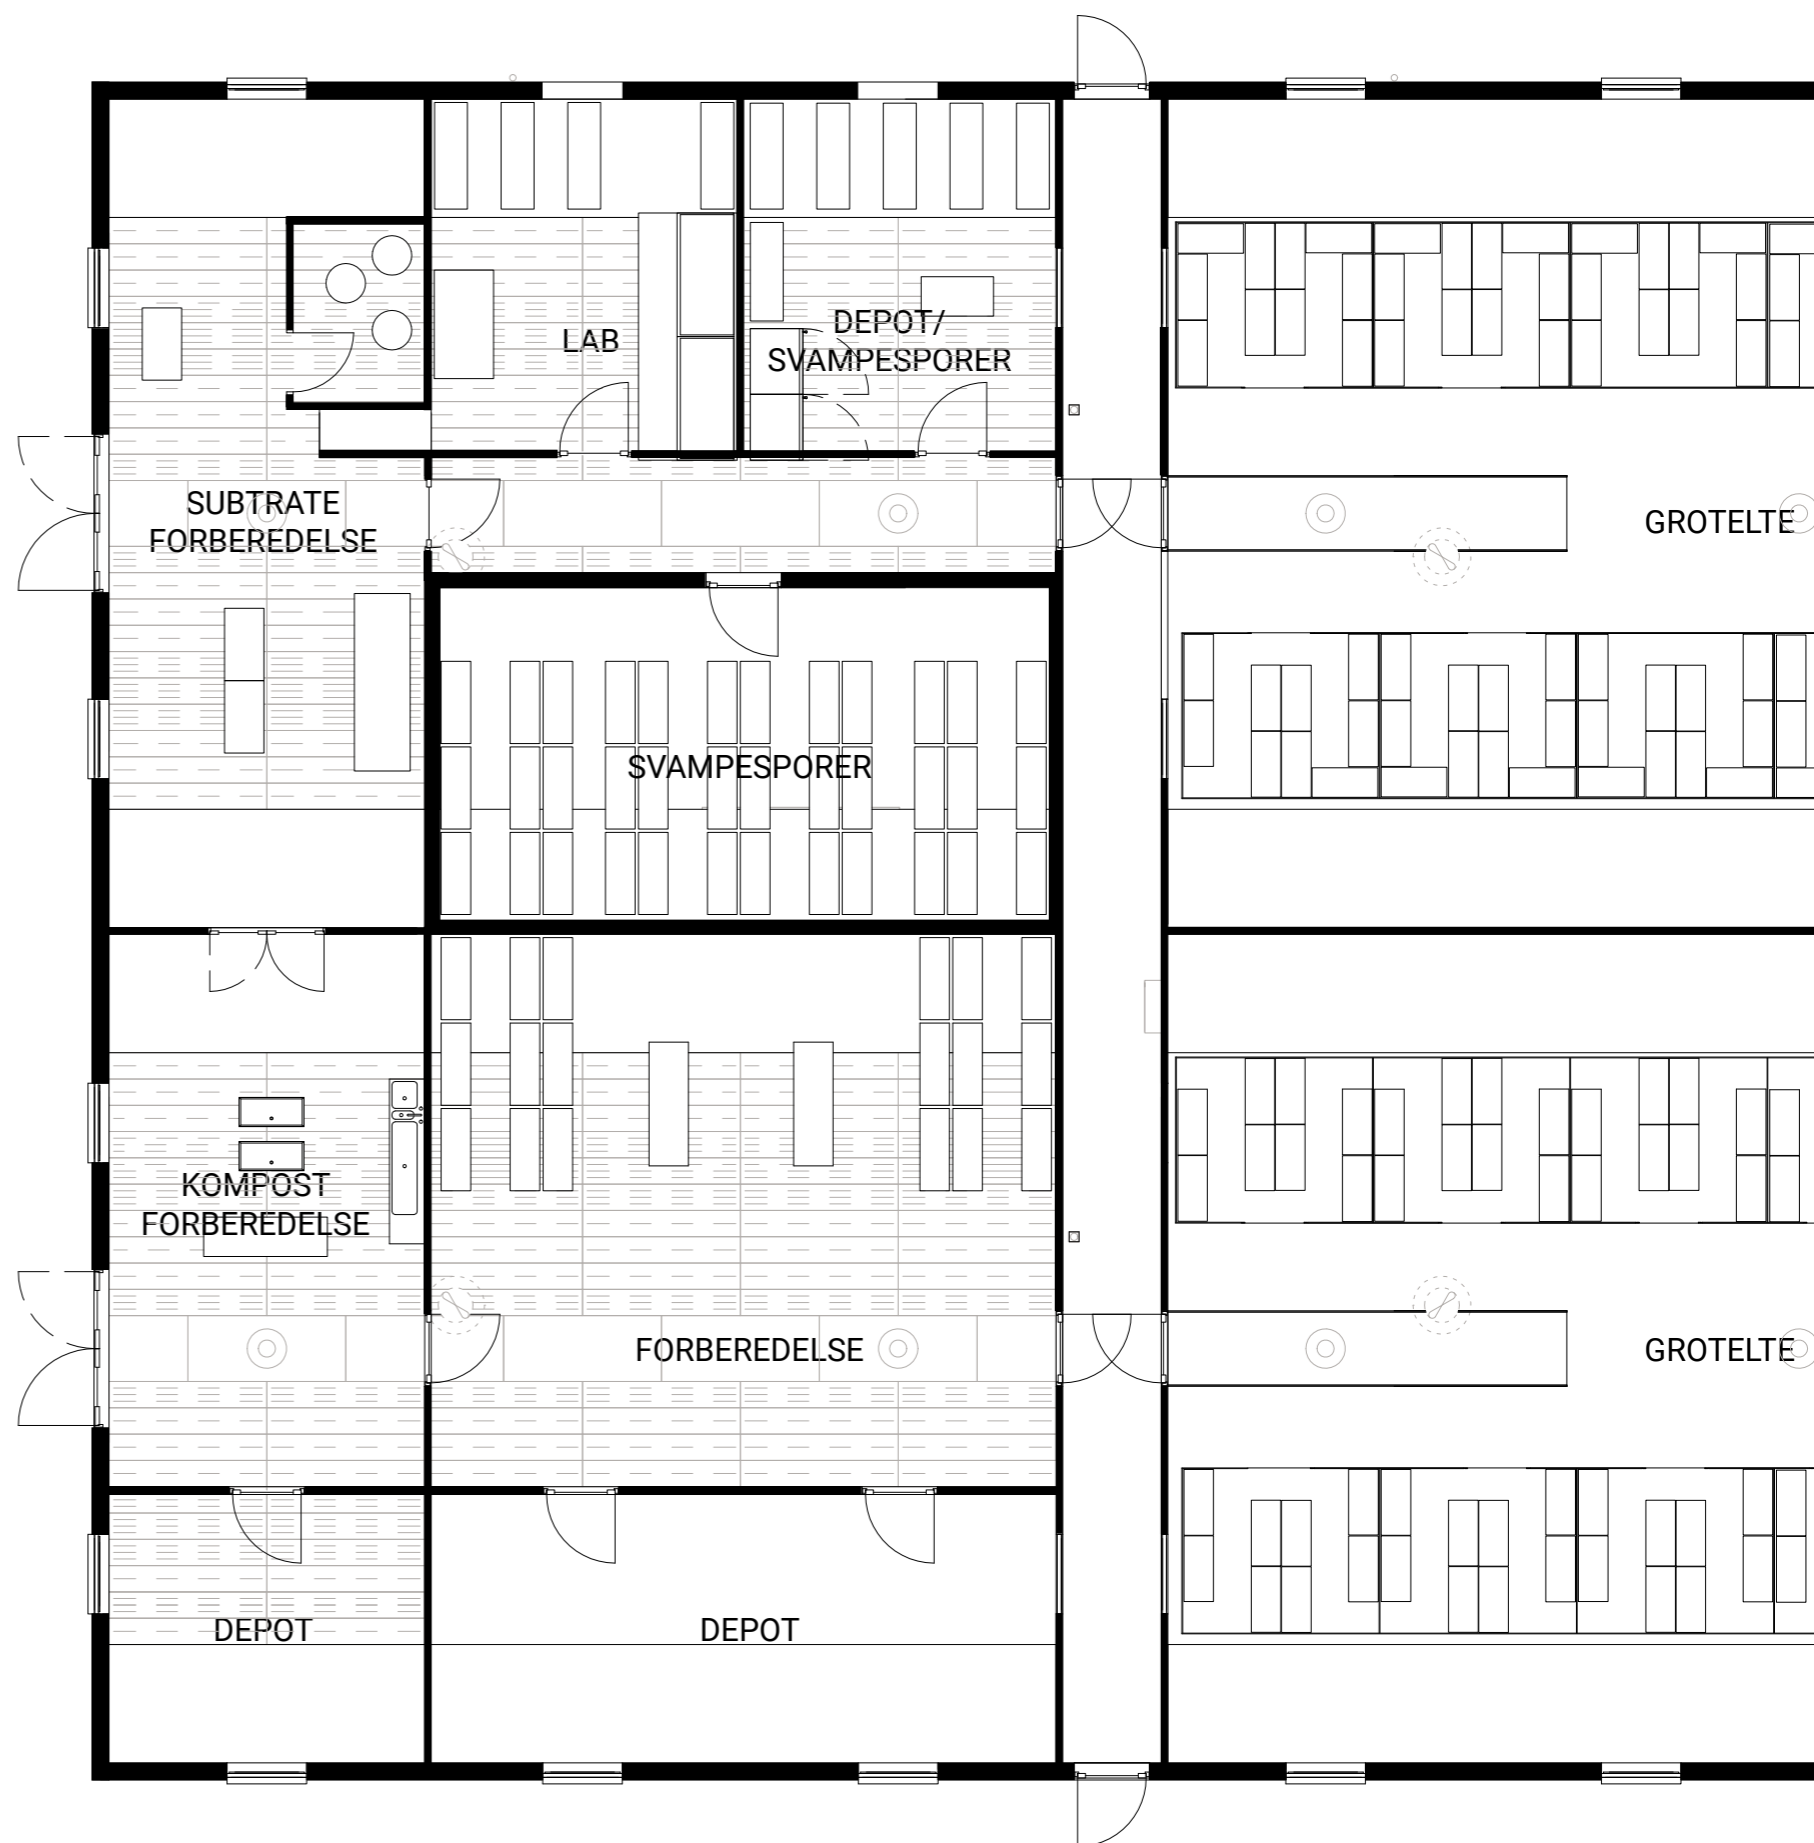 LAB
DEPOT/
SVAMPESPORER
SUBTRATE
FORBEREDELSE
GROTELTE
SVAMPESPORER
KOMPOST
FORBEREDELSE
FORBEREDELSE
GROTELTE
DEPOT
DEPOT